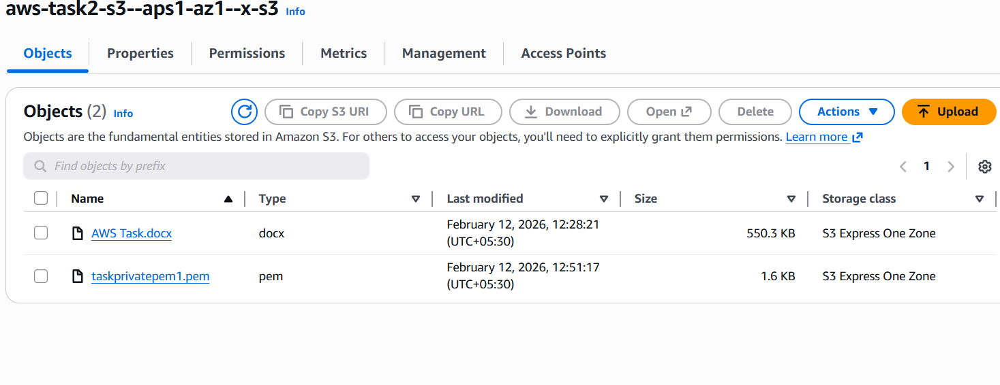 aws-task2-s3--aps1-az1--x-s3 Info
Objects Properties Permissions Metrics Management Access Points
Objects (2) Info Copy S3 URI Copy URL Download Open Delete Actions Upload
Objects are the fundamental entities stored in Amazon S3. For others to access your objects, you'll need to explicitly grant them permissions. Learn more
Find objects by prefix 1
Name Type Last modified Size Storage class
AWS Task.docx docx February 12, 2026, 12:28:21 (UTC+05:30) 550.3 KB S3 Express One Zone
taskprivatepem1.pem pem February 12, 2026, 12:51:17 (UTC+05:30) 1.6 KB S3 Express One Zone